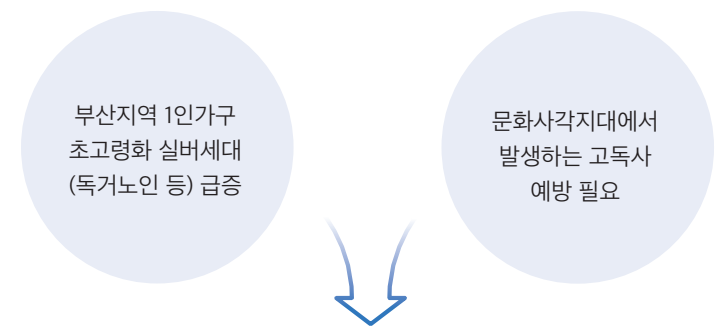 부산지역 1인가구
초고령화 실버세대
(독거노인 등) 급증
문화사각지대에서
발생하는 고독사
예방 필요